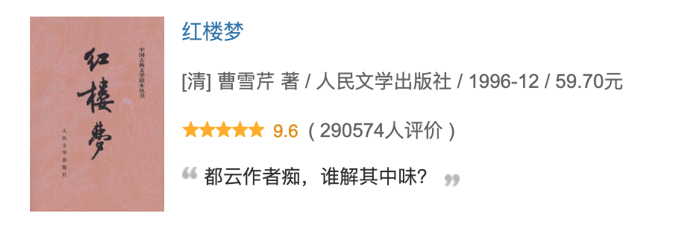 红楼梦
[清] 曹雪芹 著 / 人民文学出版社 / 1996-12 / 59.70元
9.6 ( 290574人评价 )
“ 都云作者痴，谁解其中味？ ”
中国古典文学读本丛书
红楼梦
人民文学出版社